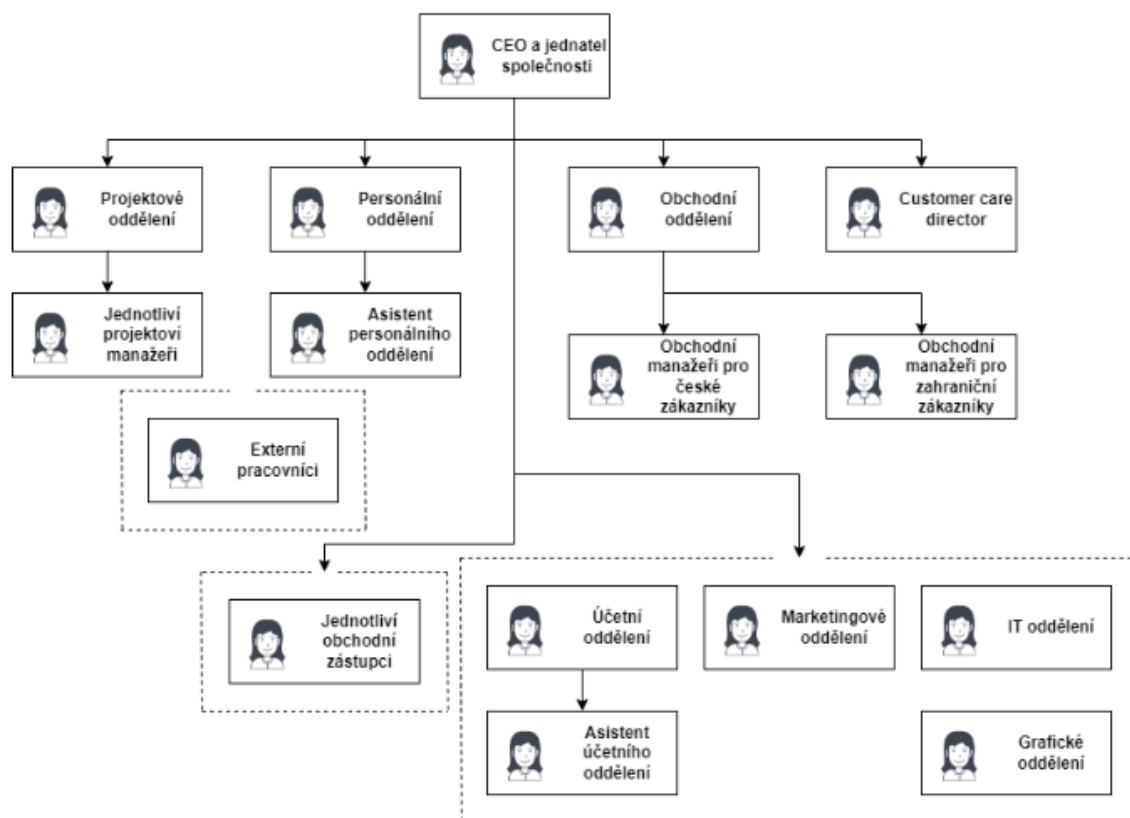 CEO a jednatel
společnosti
Projektové
oddělení
Personální
oddělení
Obchodní
oddělení
Customer care
director
Jednotliví
projektoví
manažeři
Asistent
personálního
oddělení
Obchodní
manažeři pro
české
zákazníky
Obchodní
manažeři pro
zahraniční
zákazníky
Externí
pracovníci
Jednotliví
obchodní
zástupci
Účetní
oddělení
Marketingové
oddělení
IT oddělení
Asistent
účetního
oddělení
Grafické
oddělení